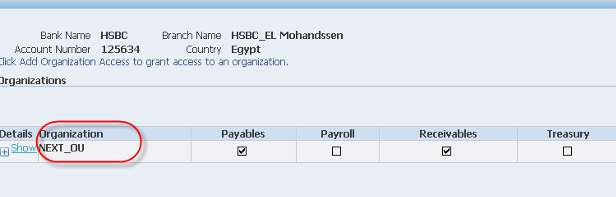 Bank Name HSBC Branch Name HSBC_EL Mohandssen
Account Number 125634 Country Egypt
Click Add Organization Access to grant access to an organization.
Organizations
Details Organization Payables Payroll Receivables Treasury
Show NEXT_OU